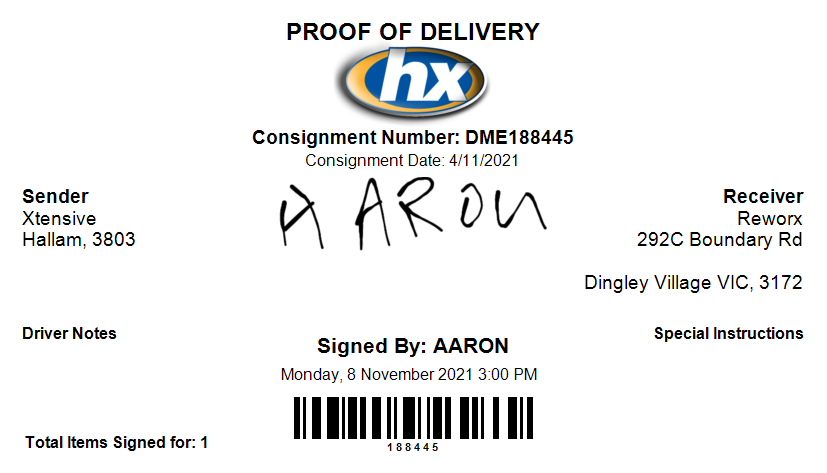 PROOF OF DELIVERY
hx
Consignment Number: DME188445
Consignment Date: 4/11/2021
AARON
Sender
Xtensive
Hallam, 3803
Receiver
Reworx
292C Boundary Rd
Dingley Village VIC, 3172
Driver Notes
Special Instructions
Signed By: AARON
Monday, 8 November 2021 3:00 PM
188445
Total Items Signed for: 1